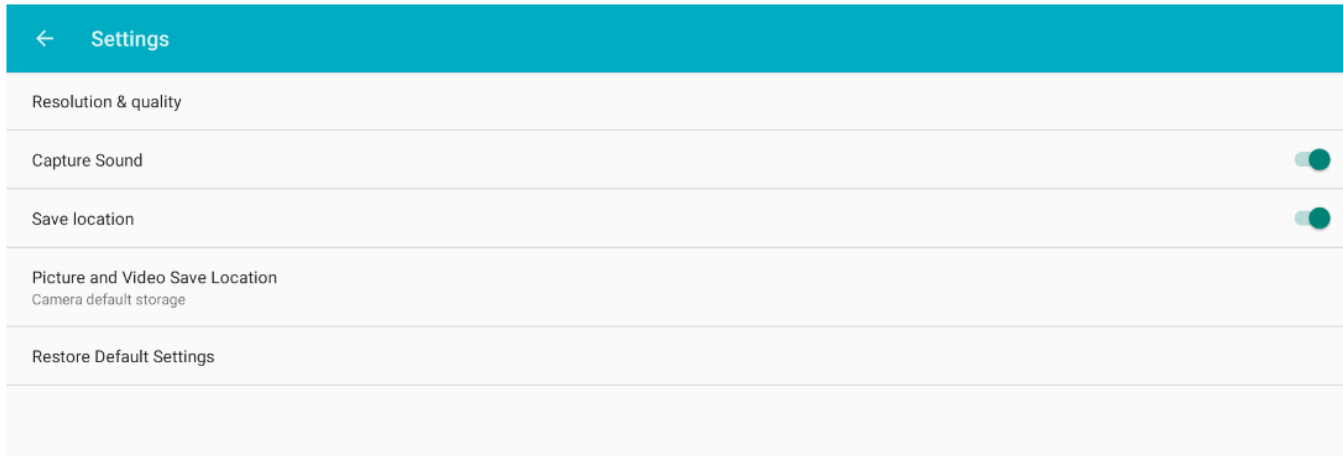 Settings
Resolution & quality
Capture Sound
Save location
Picture and Video Save Location
Camera default storage
Restore Default Settings